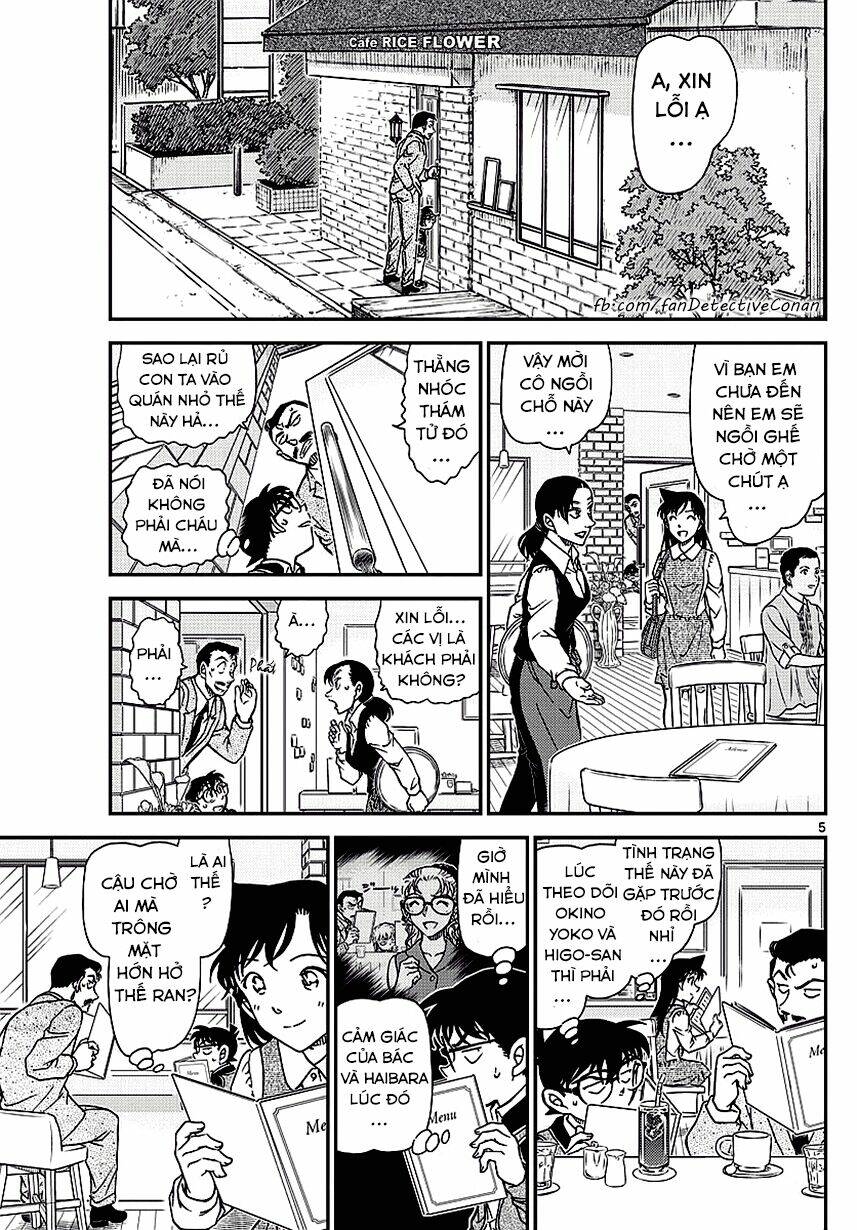 Cafe RICE FLOWER
A, XIN
LỖI Ạ
...
fb.com/fanDetectiveConan
VÌ BẠN EM
CHƯA ĐẾN
NÊN EM SẼ
NGỒI GHẾ
CHỜ MỘT
CHÚT Ạ
...
VẬY MỜI
CÔ NGỒI
CHỖ NÀY
...
THẰNG
NHÓC
THÁM
TỬ ĐÓ
...
SAO LẠI RỦ
CON TA VÀO
QUÁN NHỎ THẾ
NÀY HẢ...
ĐÃ NÓI
KHÔNG
PHẢI CHÁU
MÀ...
XIN LỖI...
CÁC VỊ LÀ
KHÁCH PHẢI
KHÔNG?
À...
PHẢI
...
Phất
Menu
5
TÌNH TRẠNG
THẾ NÀY ĐÃ
GẶP TRƯỚC
ĐÓ RỒI
NHỈ
...
LÚC
THEO DÕI
OKINO
YOKO VÀ
HIGO-SAN
THÌ PHẢI
...
Menu
GIỜ
MÌNH
ĐÃ HIỂU
RỒI...
CẢM GIÁC
CỦA BÁC
VÀ HAIBARA
LÚC ĐÓ
...
Menu
LÀ AI
THẾ
?
CẬU CHỜ
AI MÀ
TRÔNG
MẶT
HỚN HỞ
THẾ RAN?
Menu